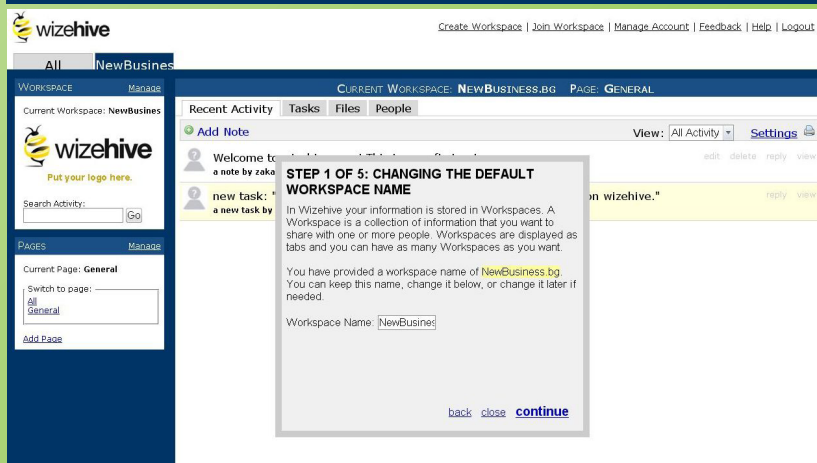 wizehive
Create Workspace | Join Workspace | Manage Account | Feedback | Help | Logout
All NewBusines
WORKSPACE Manage
CURRENT WORKSPACE: NEWBUSINESS.BG PAGE: GENERAL
Current Workspace: NewBusines
Recent Activity Tasks Files People
Add Note
View: All Activity Settings
wizehive
Put your logo here.
Search Activity:
Go
Welcome to
edit delete reply view
a note by zaka
new task: "
on wizehive."
reply view
a new task by
PAGES Manage
Current Page: General
Switch to page:
All
General
Add Page
STEP 1 OF 5: CHANGING THE DEFAULT
WORKSPACE NAME
In Wizehive your information is stored in Workspaces. A
Workspace is a collection of information that you want to
share with one or more people. Workspaces are displayed as
tabs and you can have as many Workspaces as you want.
You have provided a workspace name of NewBusiness.bg.
You can keep this name, change it below, or change it later if
needed.
Workspace Name: NewBusines
back close continue